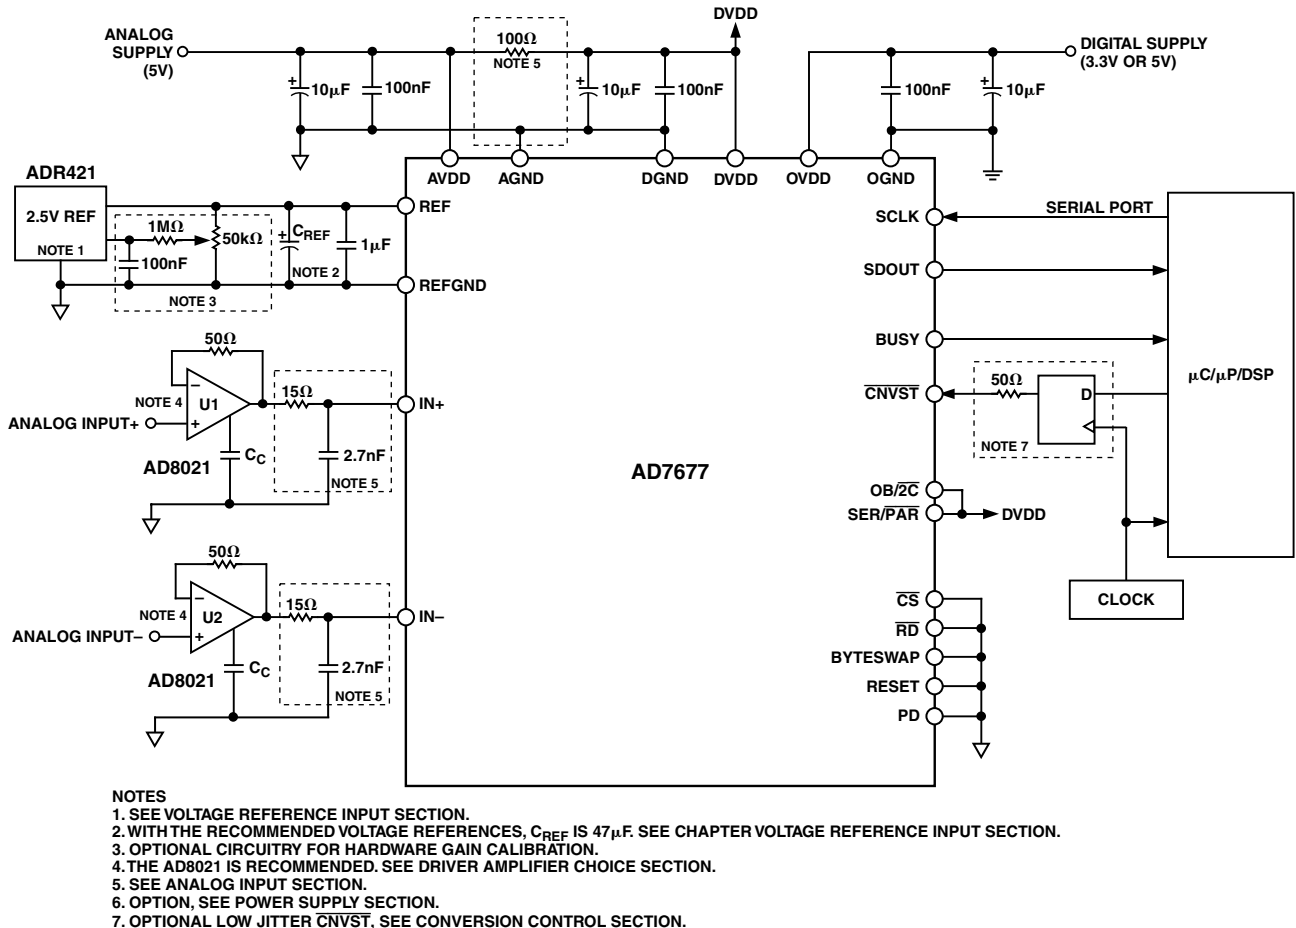 DVDD
ANALOG
SUPPLY
(5V)
100Ω
NOTE 5
DIGITAL SUPPLY
(3.3V OR 5V)
+
10μF
100nF
+
10μF
100nF
100nF
+
10μF
ADR421
2.5V REF
NOTE 1
1MΩ
50kΩ
100nF
NOTE 3
+
CREF
NOTE 2
1μF
AVDD
AGND
DGND
DVDD
OVDD
OGND
REF
REFGND
SCLK
SERIAL PORT
SDOUT
BUSY
CNVST
50Ω
D
NOTE 7
μC/μP/DSP
50Ω
NOTE 4
–
U1
+
ANALOG INPUT+
AD8021
CC
15Ω
2.7nF
NOTE 5
IN+
AD7677
OB/2C
SER/PAR
DVDD
CLOCK
50Ω
NOTE 4
–
U2
+
ANALOG INPUT–
AD8021
CC
15Ω
2.7nF
NOTE 5
IN–
CS
RD
BYTESWAP
RESET
PD
NOTES
1. SEE VOLTAGE REFERENCE INPUT SECTION.
2. WITH THE RECOMMENDED VOLTAGE REFERENCES, CREF IS 47μF. SEE CHAPTER VOLTAGE REFERENCE INPUT SECTION.
3. OPTIONAL CIRCUITRY FOR HARDWARE GAIN CALIBRATION.
4. THE AD8021 IS RECOMMENDED. SEE DRIVER AMPLIFIER CHOICE SECTION.
5. SEE ANALOG INPUT SECTION.
6. OPTION, SEE POWER SUPPLY SECTION.
7. OPTIONAL LOW JITTER CNVST, SEE CONVERSION CONTROL SECTION.